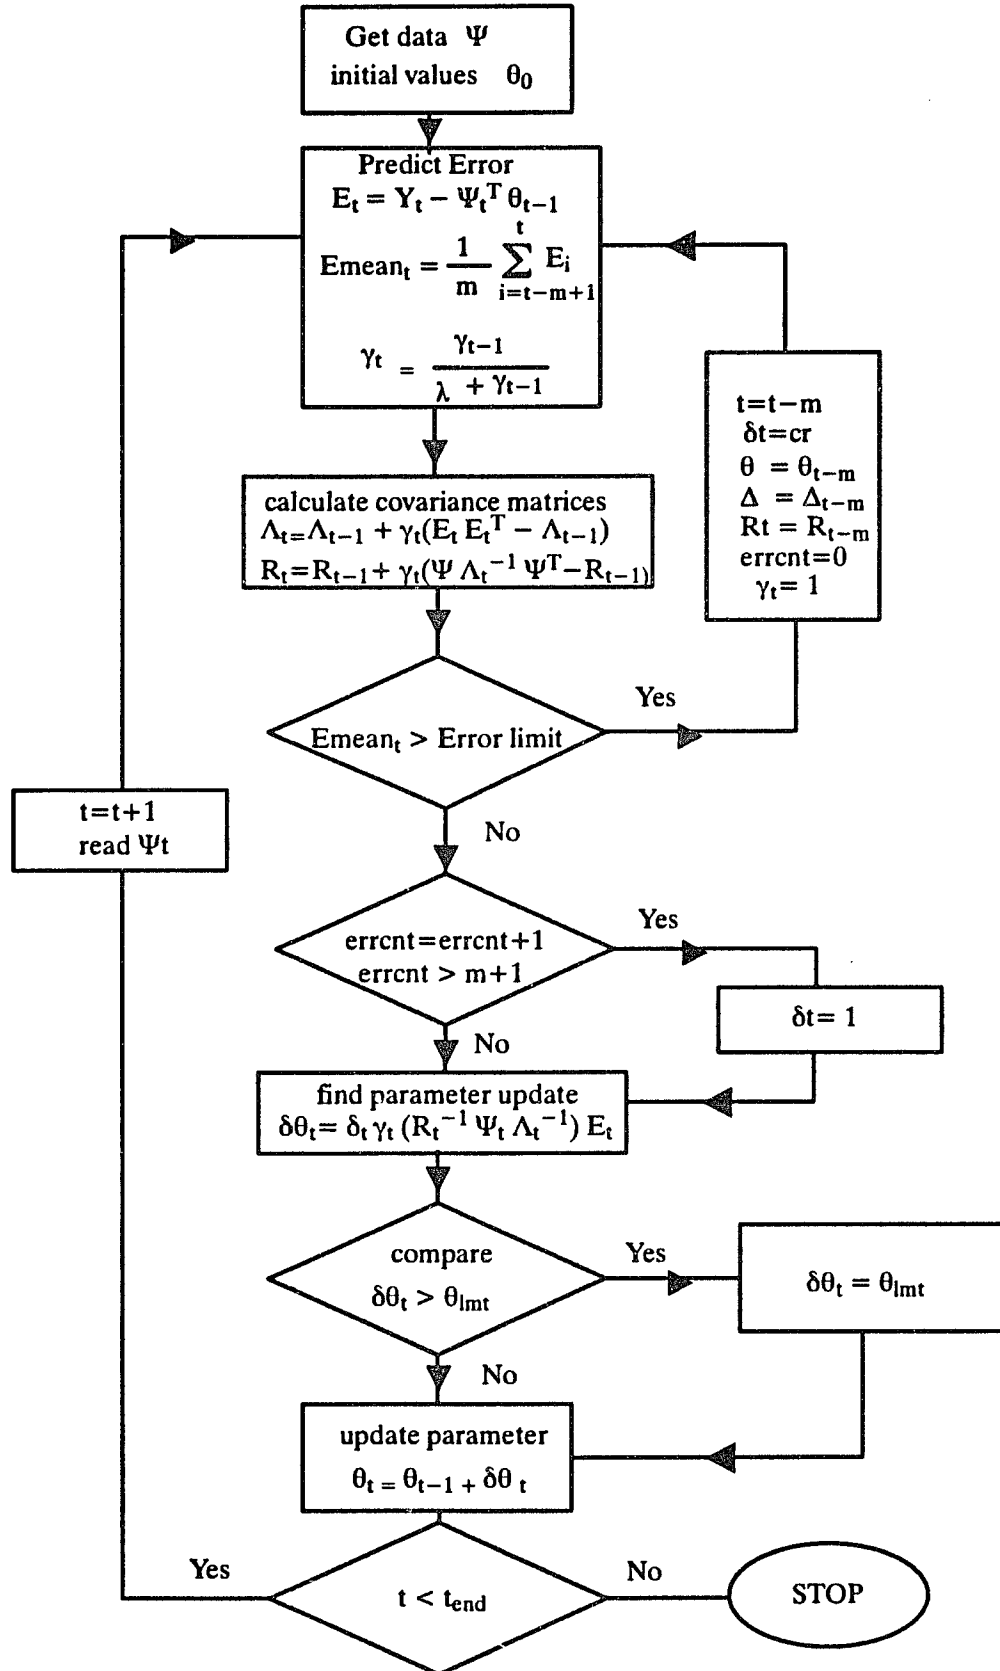 Get data Ψ
initial values θ₀
Predict Error
Eₜ = Yₜ − Ψₜᵀ θₜ₋₁
Emeanₜ = 1/m ∑ᵢ₌ₜ₋ₘ₊₁ᵗ Eᵢ
γₜ = γₜ₋₁ / (λ + γₜ₋₁)
t=t−m
δt=cr
θ = θₜ₋ₘ
Δ = Δₜ₋ₘ
Rt = Rₜ₋ₘ
errcnt=0
γₜ= 1
calculate covariance matrices
Λₜ=Λₜ₋₁ + γₜ(Eₜ Eₜᵀ − Λₜ₋₁)
Rₜ=Rₜ₋₁+ γₜ(Ψ Λₜ⁻¹ Ψᵀ−Rₜ₋₁)
Yes
Emeanₜ > Error limit
t=t+1
read Ψt
No
Yes
errcnt=errcnt+1
errcnt > m+1
δt= 1
No
find parameter update
δθₜ= δₜ γₜ (Rₜ⁻¹ Ψₜ Λₜ⁻¹) Eₜ
Yes
compare
δθₜ > θlmt
δθₜ = θlmt
No
update parameter
θₜ = θₜ₋₁ + δθ ₜ
Yes
No
t < tend
STOP